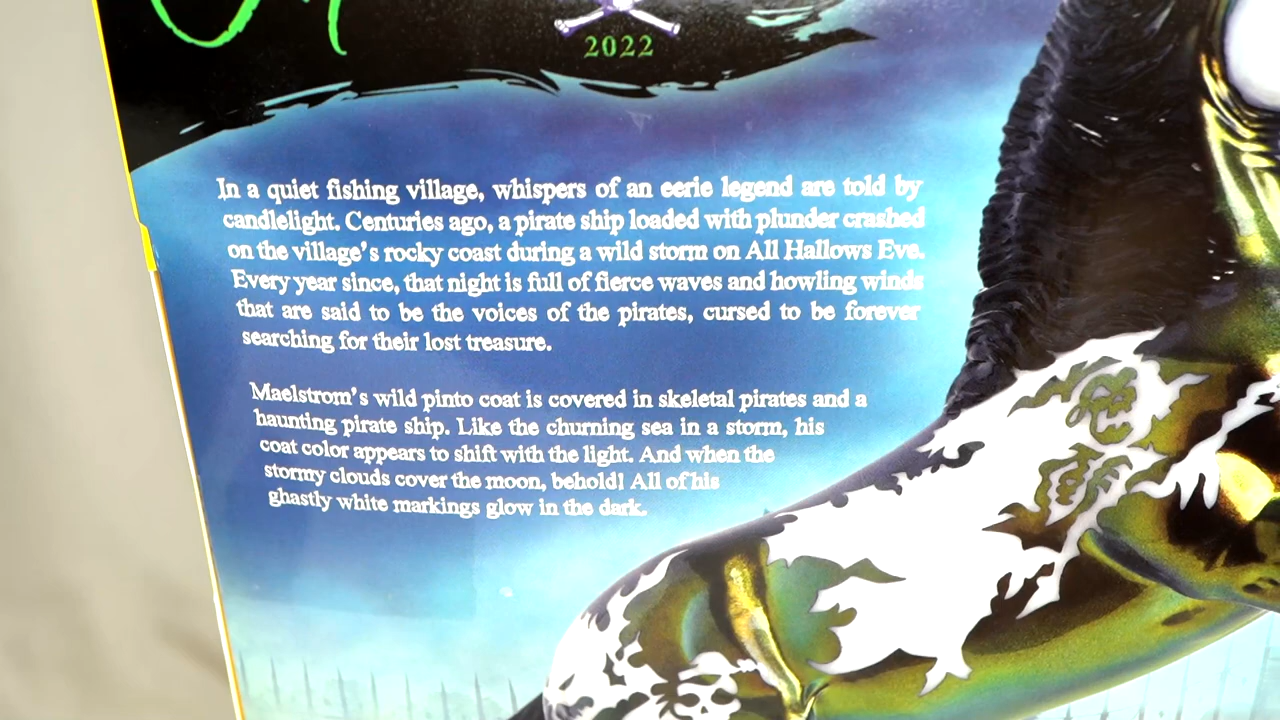 2022
In a quiet fishing village, whispers of an eerie legend are told by
candlelight. Centuries ago, a pirate ship loaded with plunder crashed
on the village's rocky coast during a wild storm on All Hallows Eve.
Every year since, that night is full of fierce waves and howling winds
that are said to be the voices of the pirates, cursed to be forever
searching for their lost treasure.
Maelstrom's wild pinto coat is covered in skeletal pirates and a
haunting pirate ship. Like the churning sea in a storm, his
coat color appears to shift with the light. And when the
stormy clouds cover the moon, behold! All of his
ghastly white markings glow in the dark.